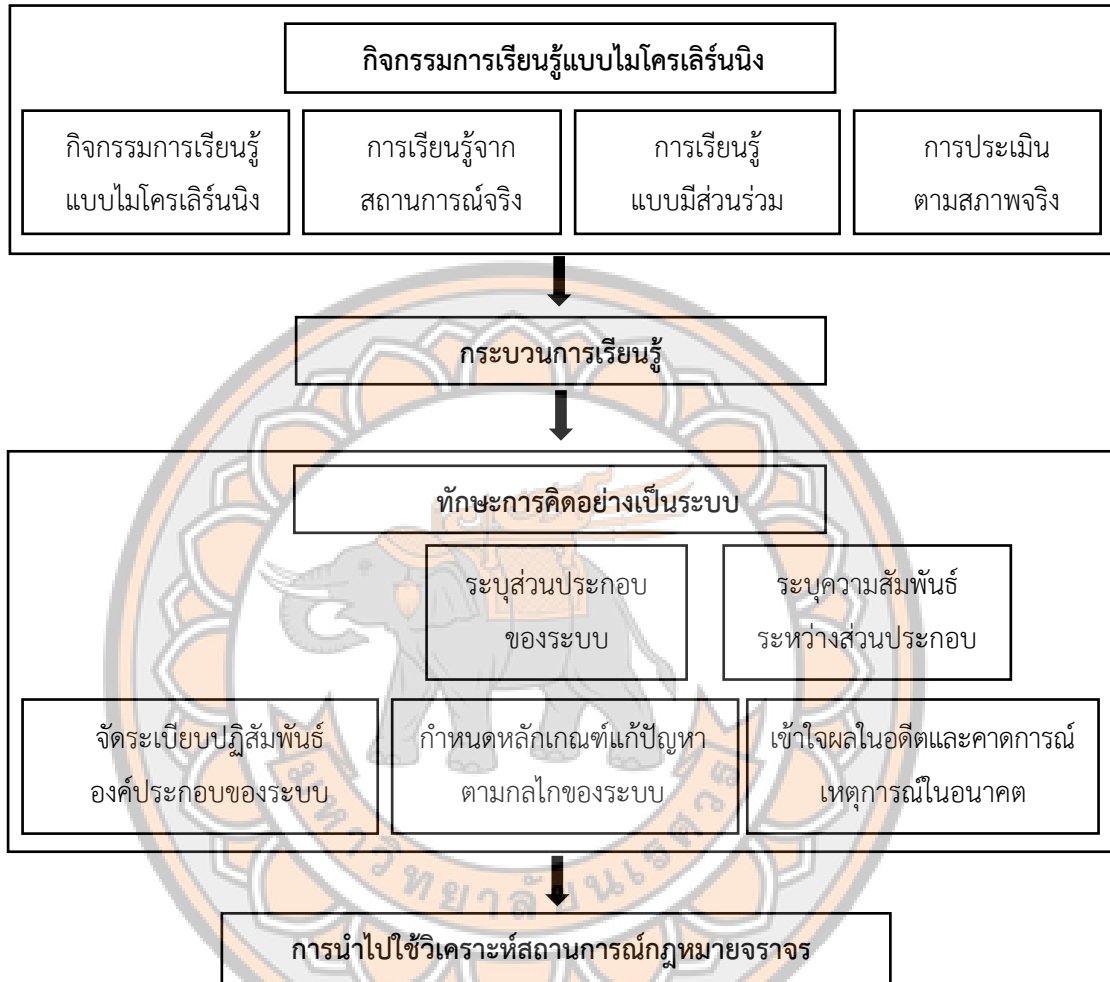 กิจกรรมการเรียนรู้แบบไมโครเลิร์นนิง
กิจกรรมการเรียนรู้
แบบไมโครเลิร์นนิง
การเรียนรู้จาก
สถานการณ์จริง
การเรียนรู้
แบบมีส่วนร่วม
การประเมิน
ตามสภาพจริง
กระบวนการเรียนรู้
ทักษะการคิดอย่างเป็นระบบ
ระบุส่วนประกอบ
ของระบบ
ระบุความสัมพันธ์
ระหว่างส่วนประกอบ
จัดระเบียบปฏิสัมพันธ์
องค์ประกอบของระบบ
กำหนดหลักเกณฑ์แก้ปัญหา
ตามกลไกของระบบ
เข้าใจผลในอดีตและคาดการณ์
เหตุการณ์ในอนาคต
มหาวิทยาลัยนเรศวร
การนำไปใช้วิเคราะห์สถานการณ์กฎหมายจราจร